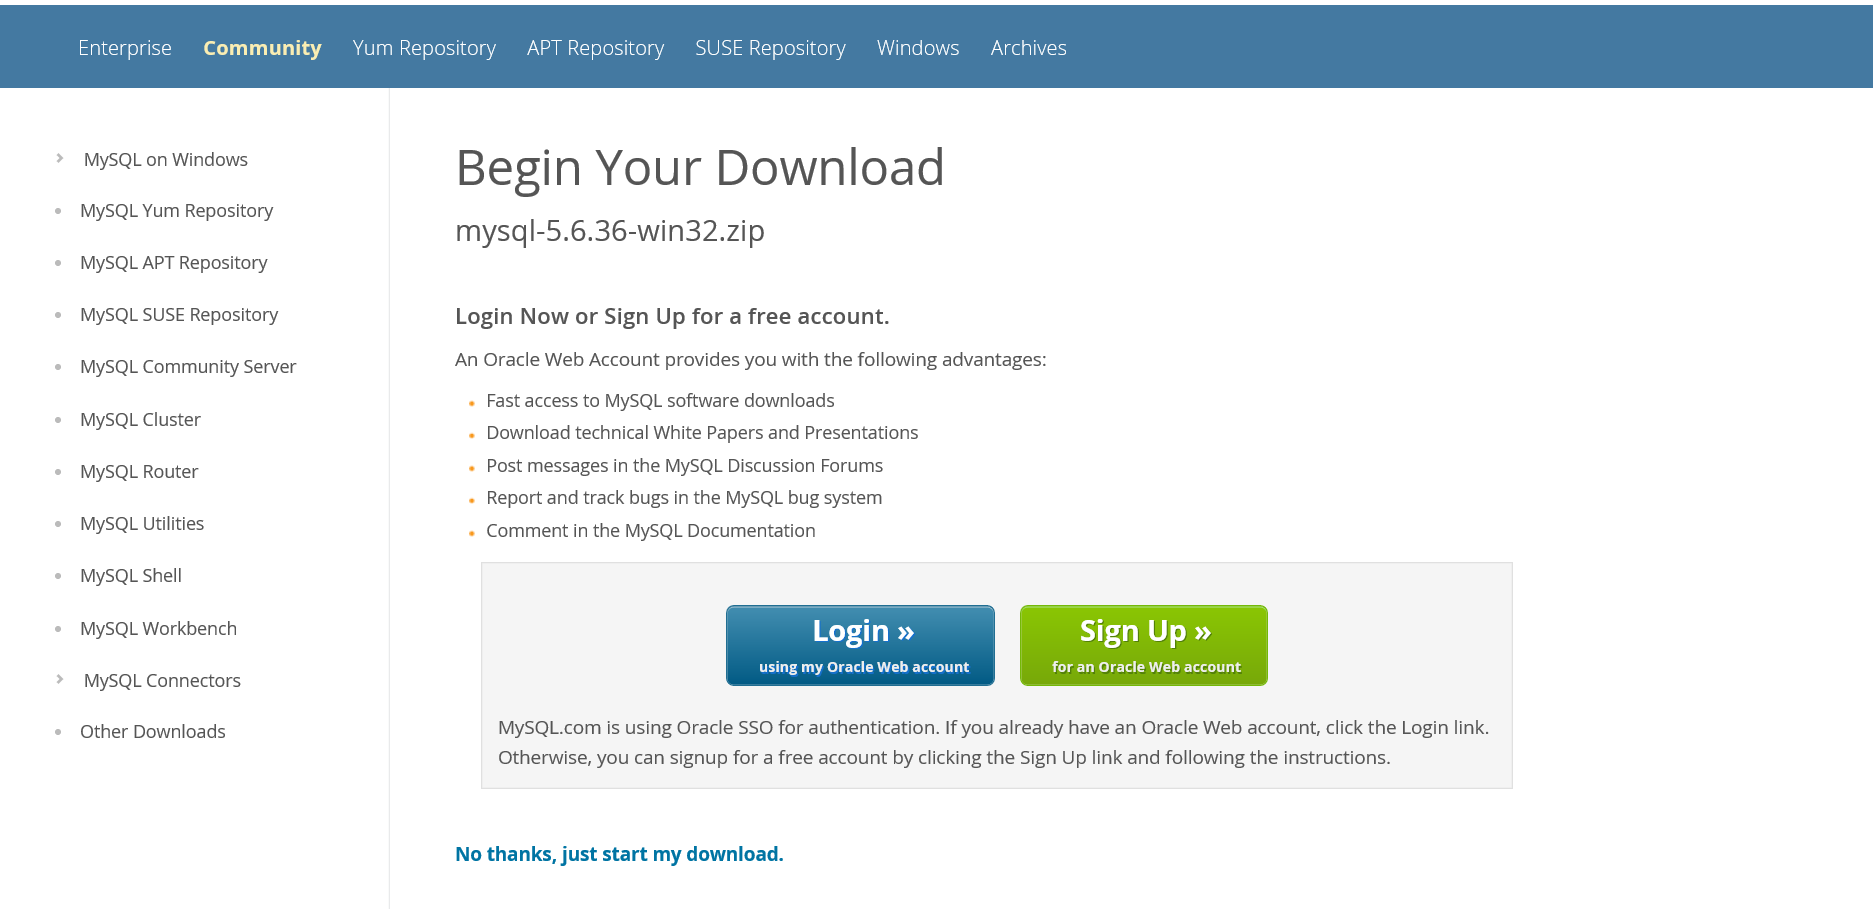 Enterprise Community Yum Repository APT Repository SUSE Repository Windows Archives
MySQL on Windows
MySQL Yum Repository
MySQL APT Repository
MySQL SUSE Repository
MySQL Community Server
MySQL Cluster
MySQL Router
MySQL Utilities
MySQL Shell
MySQL Workbench
MySQL Connectors
Other Downloads
Begin Your Download
mysql-5.6.36-win32.zip
Login Now or Sign Up for a free account.
An Oracle Web Account provides you with the following advantages:
Fast access to MySQL software downloads
Download technical White Papers and Presentations
Post messages in the MySQL Discussion Forums
Report and track bugs in the MySQL bug system
Comment in the MySQL Documentation
Login »
using my Oracle Web account
Sign Up »
for an Oracle Web account
MySQL.com is using Oracle SSO for authentication. If you already have an Oracle Web account, click the Login link.
Otherwise, you can signup for a free account by clicking the Sign Up link and following the instructions.
No thanks, just start my download.